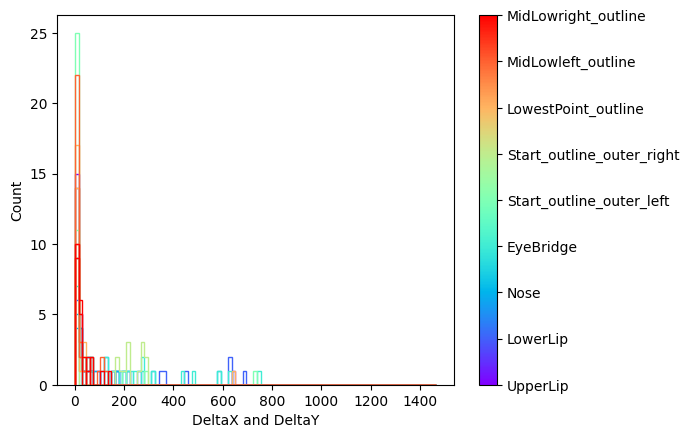 25
20
15
10
5
0
Count
0 200 400 600 800 1000 1200 1400
DeltaX and DeltaY
MidLowright_outline
MidLowleft_outline
LowestPoint_outline
Start_outline_outer_right
Start_outline_outer_left
EyeBridge
Nose
LowerLip
UpperLip